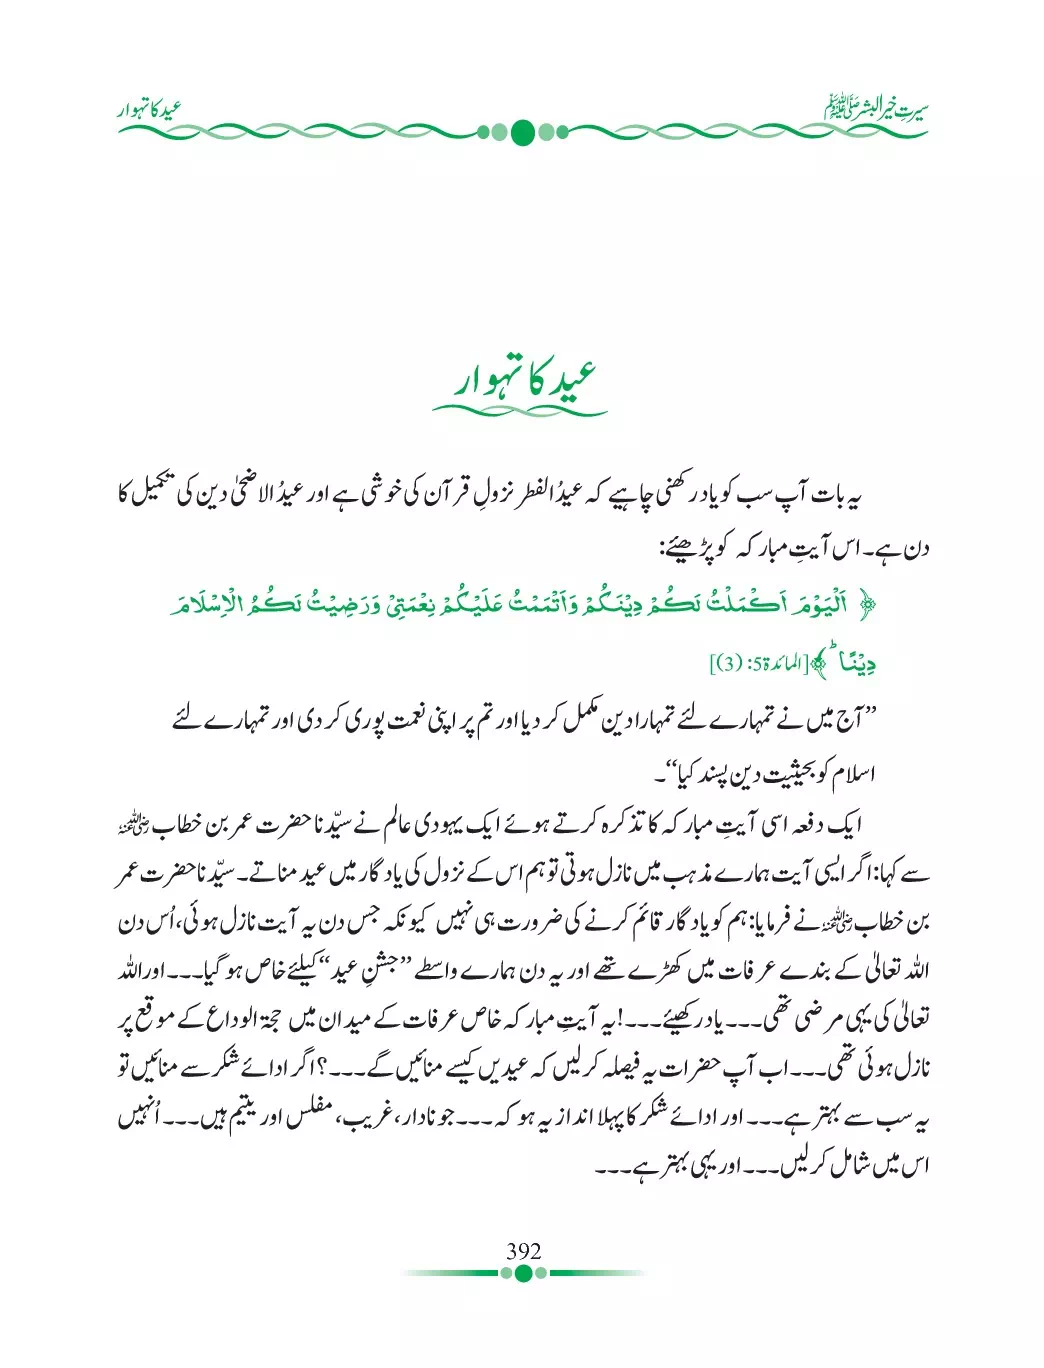 سیرتِ خیر البشر ﷺ
عید کا تہوار
عید کا تہوار
یہ بات آپ سب کو یاد رکھنی چاہیے کہ عیدُ الفطر نزولِ قرآن کی خوشی ہے اور عیدُ الاضحیٰ دین کی تکمیل کا
دن ہے۔ اس آیتِ مبارکہ کو پڑھیئے:
﴿ اَلْیَوْمَ اَکْمَلْتُ لَکُمْ دِیْنَکُمْ وَاَتْمَمْتُ عَلَیْکُمْ نِعْمَتِیْ وَرَضِیْتُ لَکُمُ الْاِسْلَامَ
دِیْنًا ؕ ﴾ [المائدة5: (3)]
”آج میں نے تمہارے لئے تمہارا دین مکمل کر دیا اور تم پر اپنی نعمت پوری کر دی اور تمہارے لئے
اسلام کو بحیثیت دین پسند کیا“۔
ایک دفعہ اسی آیتِ مبارکہ کا تذکرہ کرتے ہوئے ایک یہودی عالم نے سیّدنا حضرت عمر بن خطاب رضی اللہ عنہ
سے کہا: اگر ایسی آیت ہمارے مذہب میں نازل ہوتی تو ہم اس کے نزول کی یادگار میں عید مناتے۔ سیّدنا حضرت عمر
بن خطاب رضی اللہ عنہ نے فرمایا: ہم کو یادگار قائم کرنے کی ضرورت ہی نہیں کیونکہ جس دن یہ آیت نازل ہوئی، اُس دن
اللہ تعالیٰ کے بندے عرفات میں کھڑے تھے اور یہ دن ہمارے واسطے ”جشنِ عید“ کیلئے خاص ہو گیا۔۔۔ اور اللہ
تعالیٰ کی یہی مرضی تھی۔۔۔ یاد رکھیئے۔۔۔! یہ آیتِ مبارکہ خاص عرفات کے میدان میں حجۃ الوداع کے موقع پر
نازل ہوئی تھی۔۔۔ اب آپ حضرات یہ فیصلہ کر لیں کہ عیدیں کیسے منائیں گے۔۔۔؟ اگر ادائے شکر سے منائیں تو
یہ سب سے بہتر ہے۔۔۔ اور ادائے شکر کا پہلا انداز یہ ہو کہ۔۔۔ جو نادار، غریب، مفلس اور یتیم ہیں۔۔۔ اُنہیں
اس میں شامل کر لیں۔۔۔ اور یہی بہتر ہے۔۔۔
392